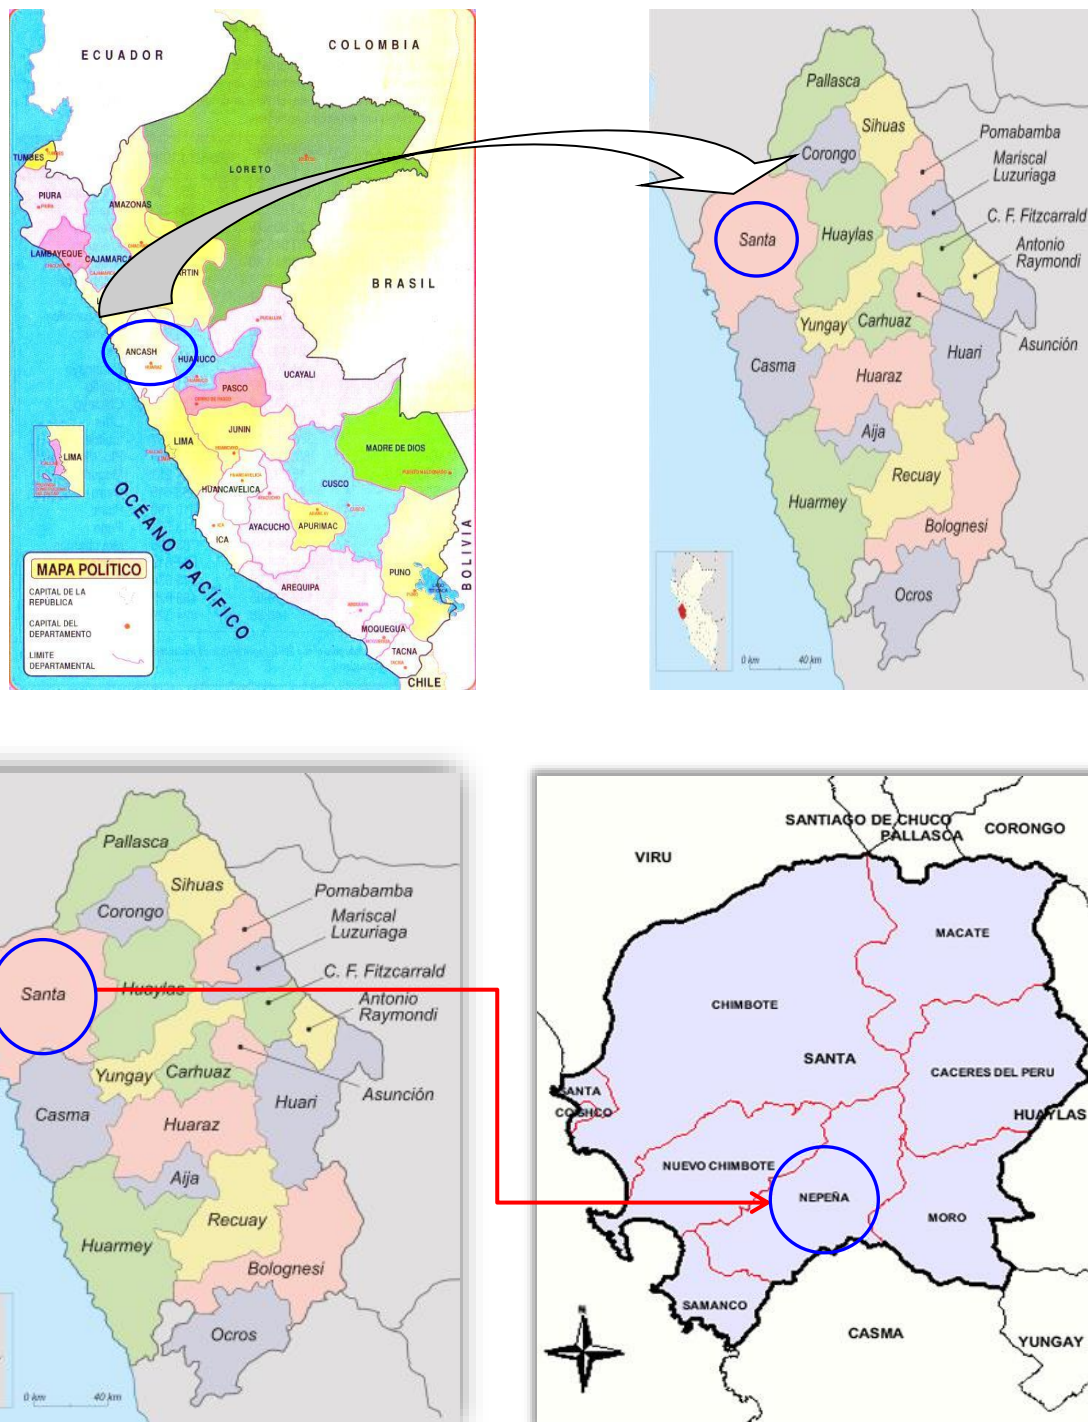 ECUADOR
COLOMBIA
TUMBES
LORETO
PIURA
AMAZONAS
LAMBAYEQUE
CAJAMARCA
BRASIL
ANCASH
HUARAZ
HUANUCO
UCAYALI
PASCO
LIMA
JUNIN
MADRE DE DIOS
LIMA
CUSCO
HUANCAVELICA
OCÉANO PACÍFICO
AYACUCHO
APURIMAC
ICA
BOLIVIA
PUNO
AREQUIPA
MOQUEGUA
TACNA
CHILE
MAPA POLÍTICO
CAPITAL DE LA
REPÚBLICA
CAPITAL DEL
DEPARTAMENTO
LIMITE
DEPARTAMENTAL
Pallasca
Sihuas
Pomabamba
Corongo
Mariscal
Luzuriaga
C. F. Fitzcarrald
Santa
Huaylas
Antonio
Raymondi
Yungay
Carhuaz
Asunción
Huari
Casma
Huaraz
Aija
Recuay
Huarmey
Bolognesi
Ocros
0 km
40 km
Pallasca
Sihuas
Pomabamba
Corongo
Mariscal
Luzuriaga
C. F. Fitzcarrald
Santa
Huaylas
Antonio
Raymondi
Yungay
Carhuaz
Asunción
Huari
Casma
Huaraz
Aija
Recuay
Huarmey
Bolognesi
Ocros
0 km
40 km
SANTIAGO DE CHUCO
PALLASCA
CORONGO
VIRU
MACATE
CHIMBOTE
SANTA
CACERES DEL PERU
SANTA
COISHCO
HUAYLAS
NUEVO CHIMBOTE
NEPEÑA
MORO
SAMANCO
N
CASMA
YUNGAY